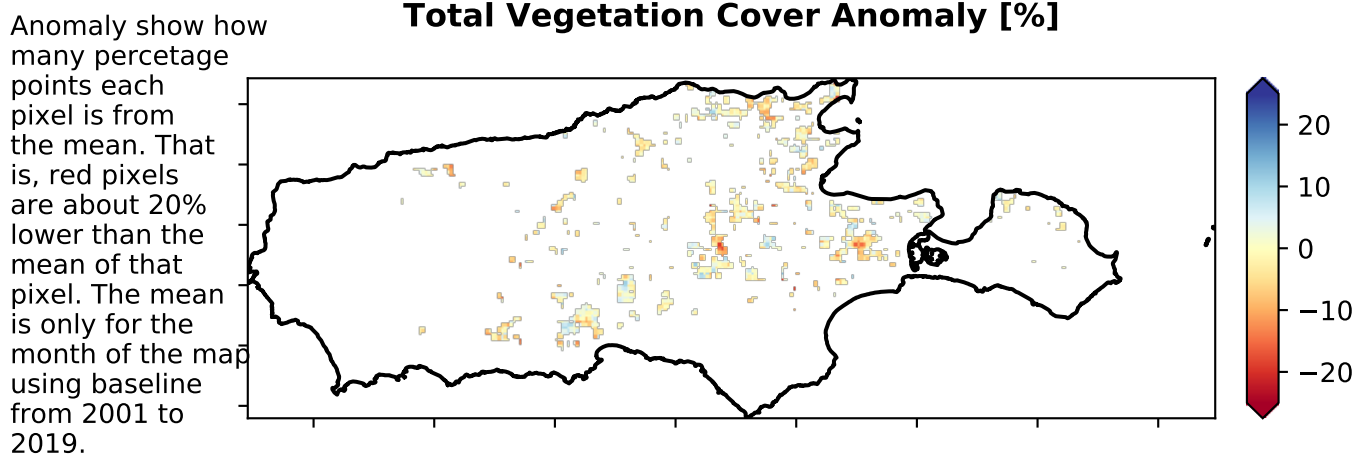 Total Vegetation Cover Anomaly [%]
Anomaly show how
many percetage
points each
pixel is from
the mean. That
is, red pixels
are about 20%
lower than the
mean of that
pixel. The mean
is only for the
month of the map
using baseline
from 2001 to
2019.
20
10
0
−10
−20